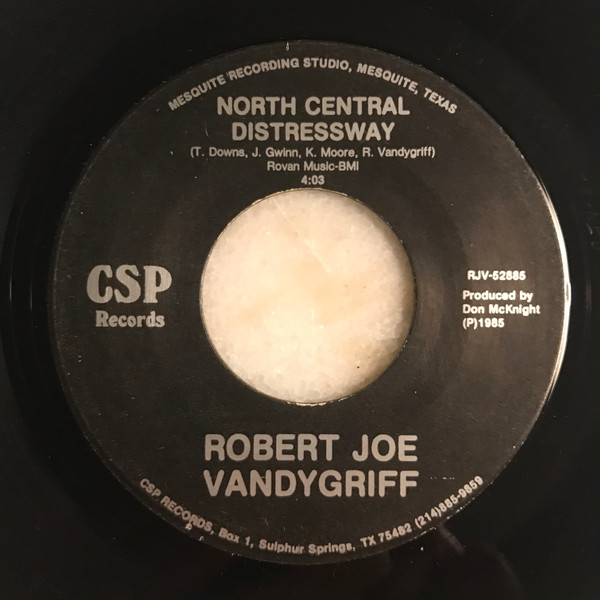 MESQUITE RECORDING STUDIO, MESQUITE, TEXAS
NORTH CENTRAL
DISTRESSWAY
(T. Downs, J. Gwinn, K. Moore, R. Vandygriff)
Rovan Music-BMI
4:03
CSP
Records
RJV-52885
Produced by
Don McKnight
(P)1985
ROBERT JOE
VANDYGRIFF
CSP RECORDS, Box 1, Sulphur Springs, TX 75482 (214)885-9659